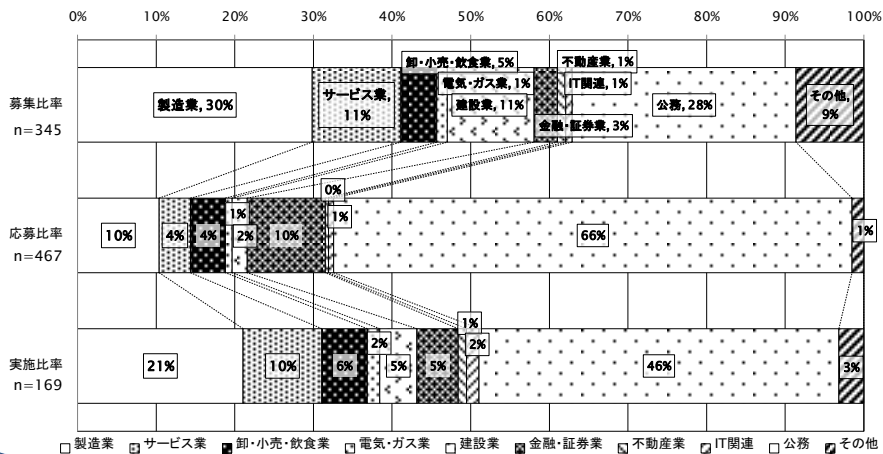 0% 10% 20% 30% 40% 50% 60% 70% 80% 90% 100%
卸・小売・飲食業, 5%
不動産業, 1%
電気・ガス業, 1%
IT関連, 1%
募集比率
n=345
製造業, 30%
サービス業,
11%
建設業, 11%
公務, 28%
その他,
9%
金融・証券業, 3%
0%
応募比率
n=467
10%
4%
4%
1%
2%
10%
1%
66%
1%
1%
実施比率
n=169
21%
10%
6%
2%
5%
5%
2%
46%
3%
製造業 サービス業 卸・小売・飲食業 電気・ガス業 建設業 金融・証券業 不動産業 IT関連 公務 その他